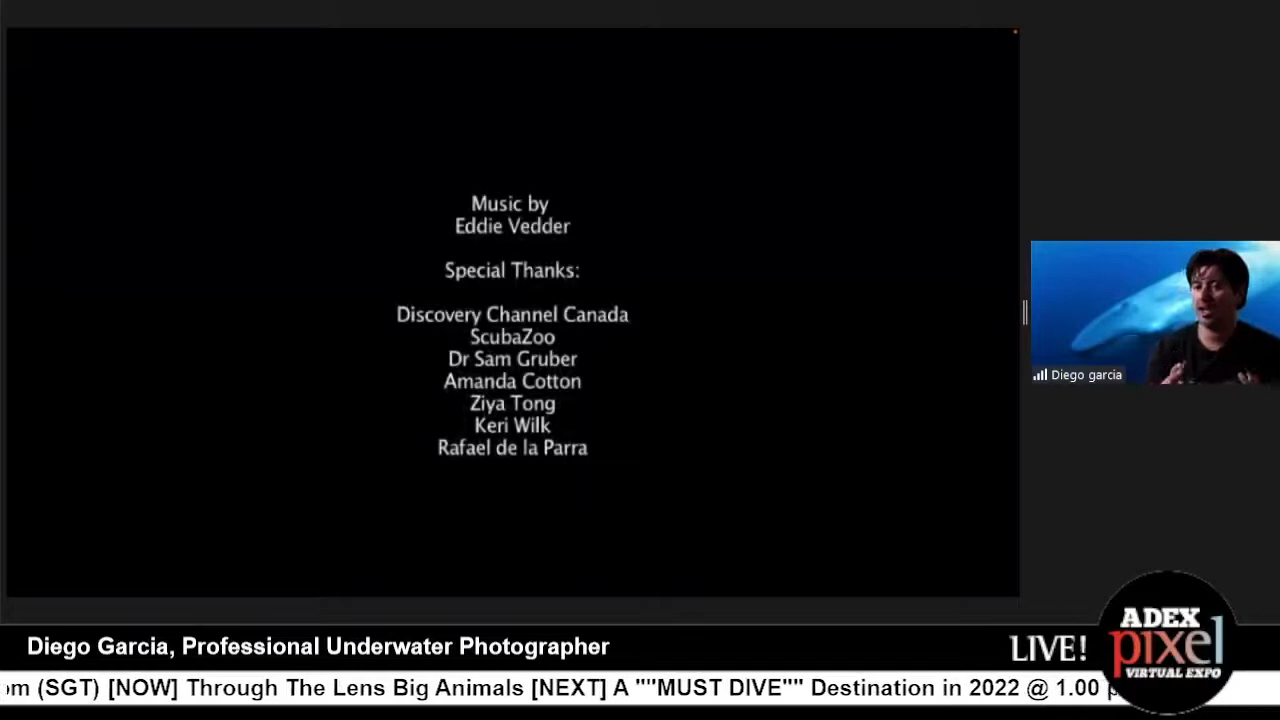 Music by
Eddie Vedder
Special Thanks:
Discovery Channel Canada
ScubaZoo
Dr Sam Gruber
Amanda Cotton
Ziya Tong
Keri Wilk
Rafael de la Parra
Diego garcia
Diego Garcia, Professional Underwater Photographer
LIVE!
ADEX
pixel
VIRTUAL EXPO
(SGT) [NOW] Through The Lens Big Animals [NEXT] A ""MUST DIVE"" Destination in 2022 @ 1.00